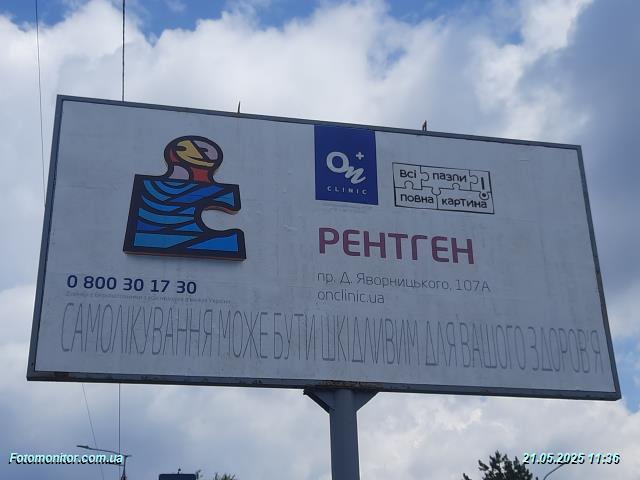 On+
CLINIC
Всі пазли
повна картина!
РЕНТГЕН
пр. Д. Яворницького, 107А
onclinic.ua
0 800 30 17 30
САМОЛІКУВАННЯ МОЖЕ БУТИ ШКІДЛИВИМ ДЛЯ ВАШОГО ЗДОРОВ'Я
Fotomonitor.com.ua
21.05.2025 11:36